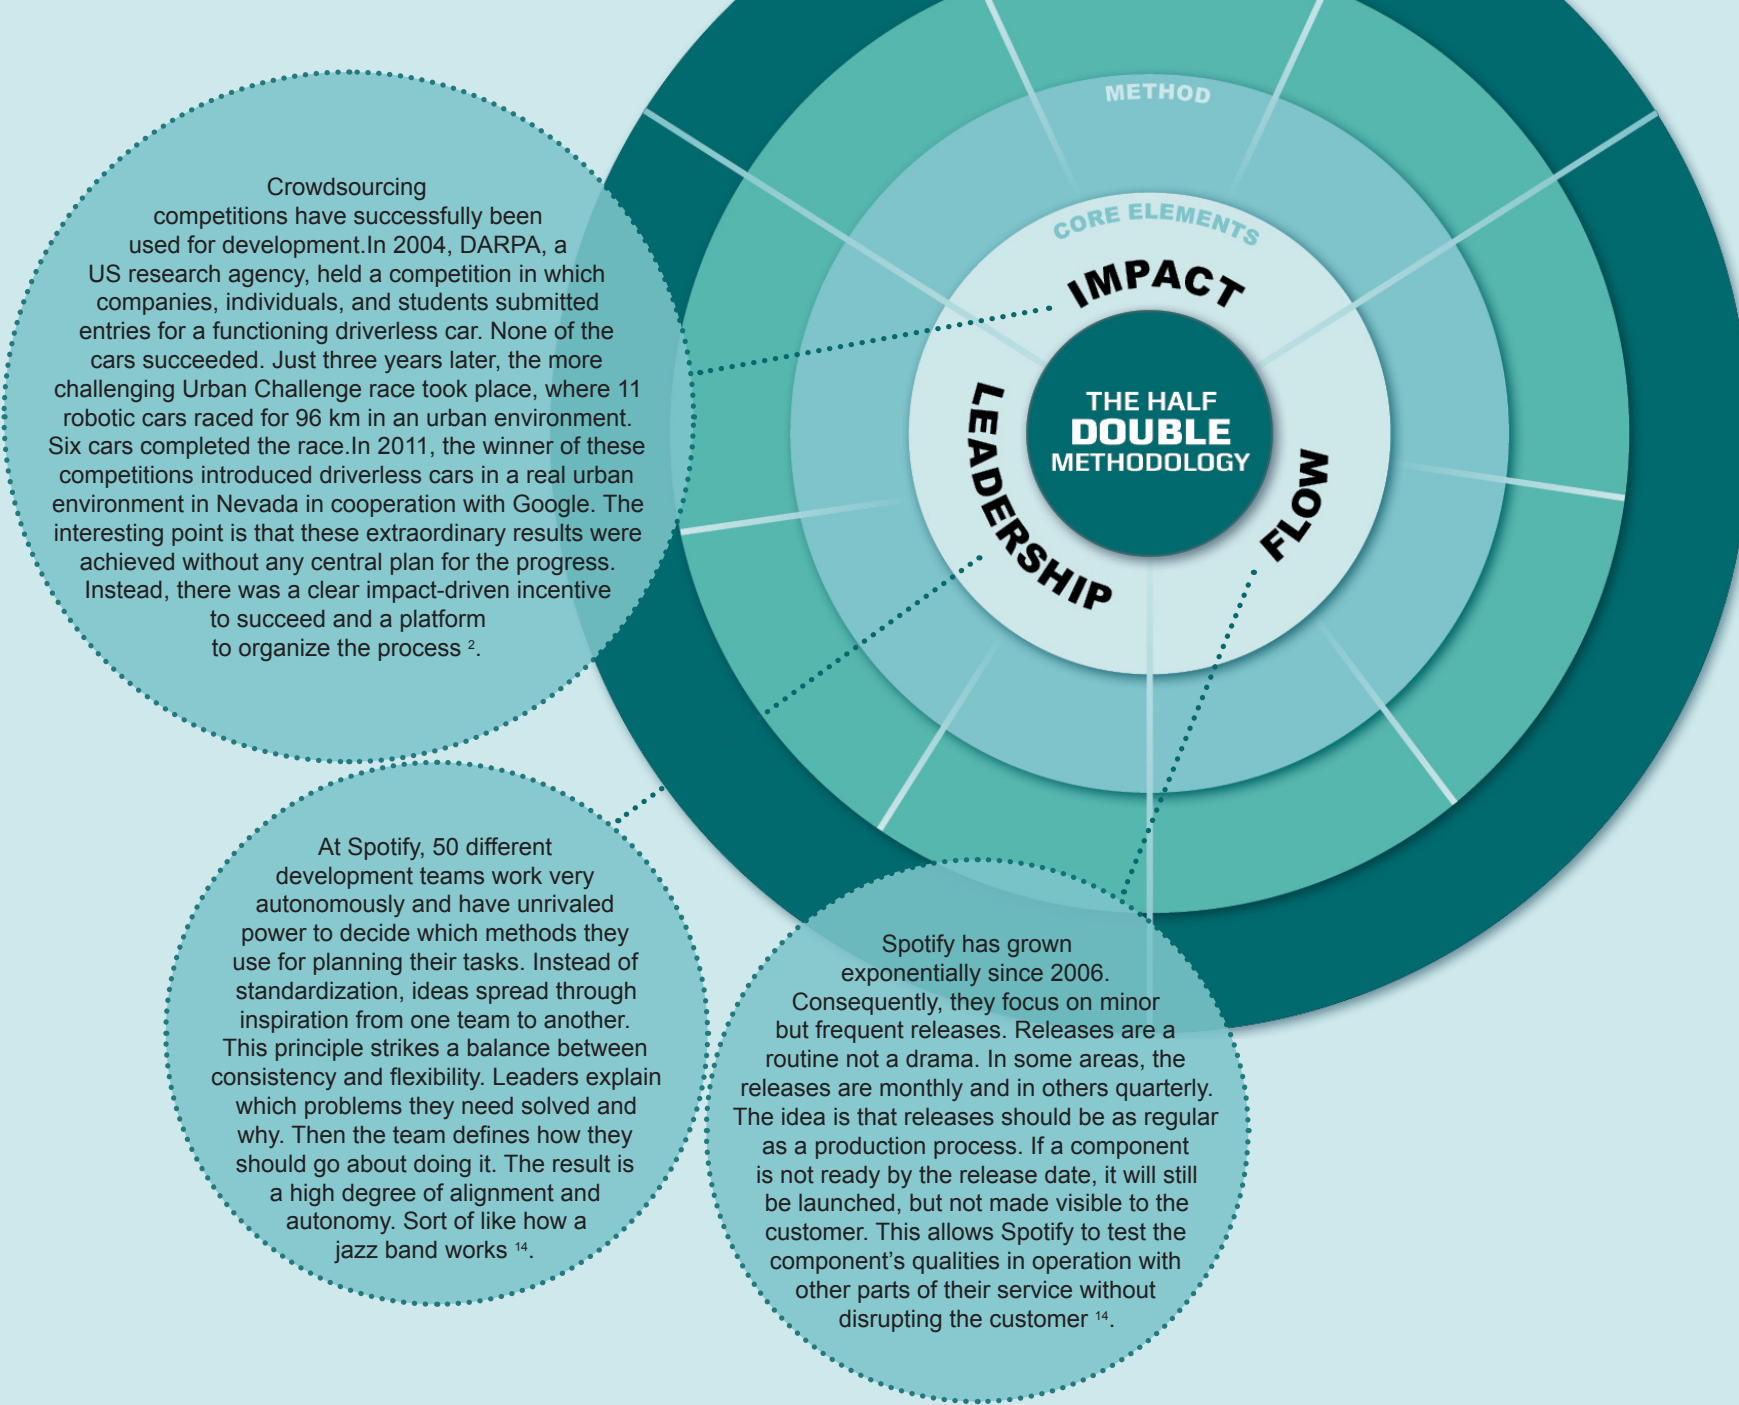 METHOD
CORE ELEMENTS
IMPACT
LEADERSHIP
FLOW
THE HALF
DOUBLE
METHODOLOGY
Crowdsourcing
competitions have successfully been
used for development.In 2004, DARPA, a
US research agency, held a competition in which
companies, individuals, and students submitted
entries for a functioning driverless car. None of the
cars succeeded. Just three years later, the more
challenging Urban Challenge race took place, where 11
robotic cars raced for 96 km in an urban environment.
Six cars completed the race.In 2011, the winner of these
competitions introduced driverless cars in a real urban
environment in Nevada in cooperation with Google. The
interesting point is that these extraordinary results were
achieved without any central plan for the progress.
Instead, there was a clear impact-driven incentive
to succeed and a platform
to organize the process ².
At Spotify, 50 different
development teams work very
autonomously and have unrivaled
power to decide which methods they
use for planning their tasks. Instead of
standardization, ideas spread through
inspiration from one team to another.
This principle strikes a balance between
consistency and flexibility. Leaders explain
which problems they need solved and
why. Then the team defines how they
should go about doing it. The result is
a high degree of alignment and
autonomy. Sort of like how a
jazz band works ¹⁴.
Spotify has grown
exponentially since 2006.
Consequently, they focus on minor
but frequent releases. Releases are a
routine not a drama. In some areas, the
releases are monthly and in others quarterly.
The idea is that releases should be as regular
as a production process. If a component
is not ready by the release date, it will still
be launched, but not made visible to the
customer. This allows Spotify to test the
component's qualities in operation with
other parts of their service without
disrupting the customer ¹⁴.